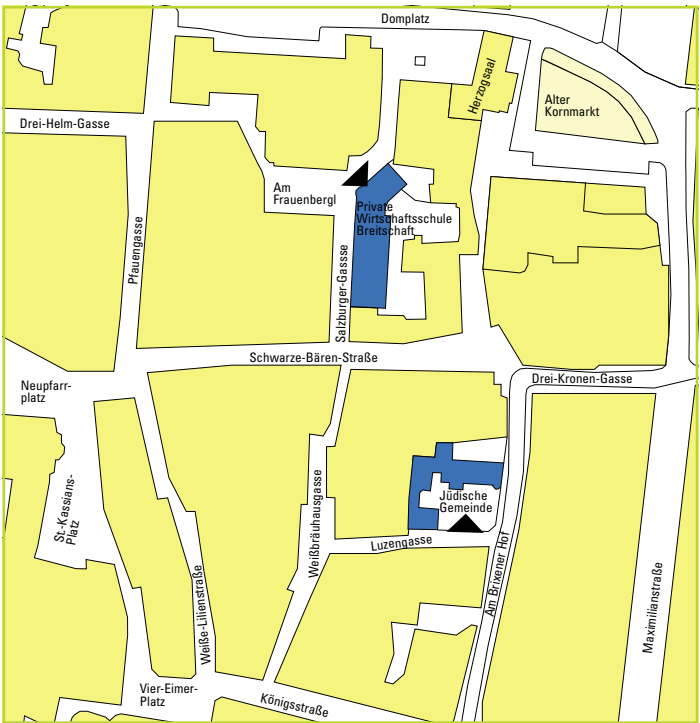 Domplatz
Herzogsaal
Alter
Kornmarkt
Drei-Helm-Gasse
Am
Frauenbergl
Private
Wirtschaftsschule
Breitschaft
Pfauengasse
Salzburger-Gassse
Schwarze-Bären-Straße
Drei-Kronen-Gasse
Neupfarr-
platz
St.-Kassians-
Platz
Weißbräuhausgasse
Jüdische
Gemeinde
Luzengasse
Am Brixener Hof
Weiße-Lilienstraße
Maximilianstraße
Vier-Eimer-
Platz
Königsstraße